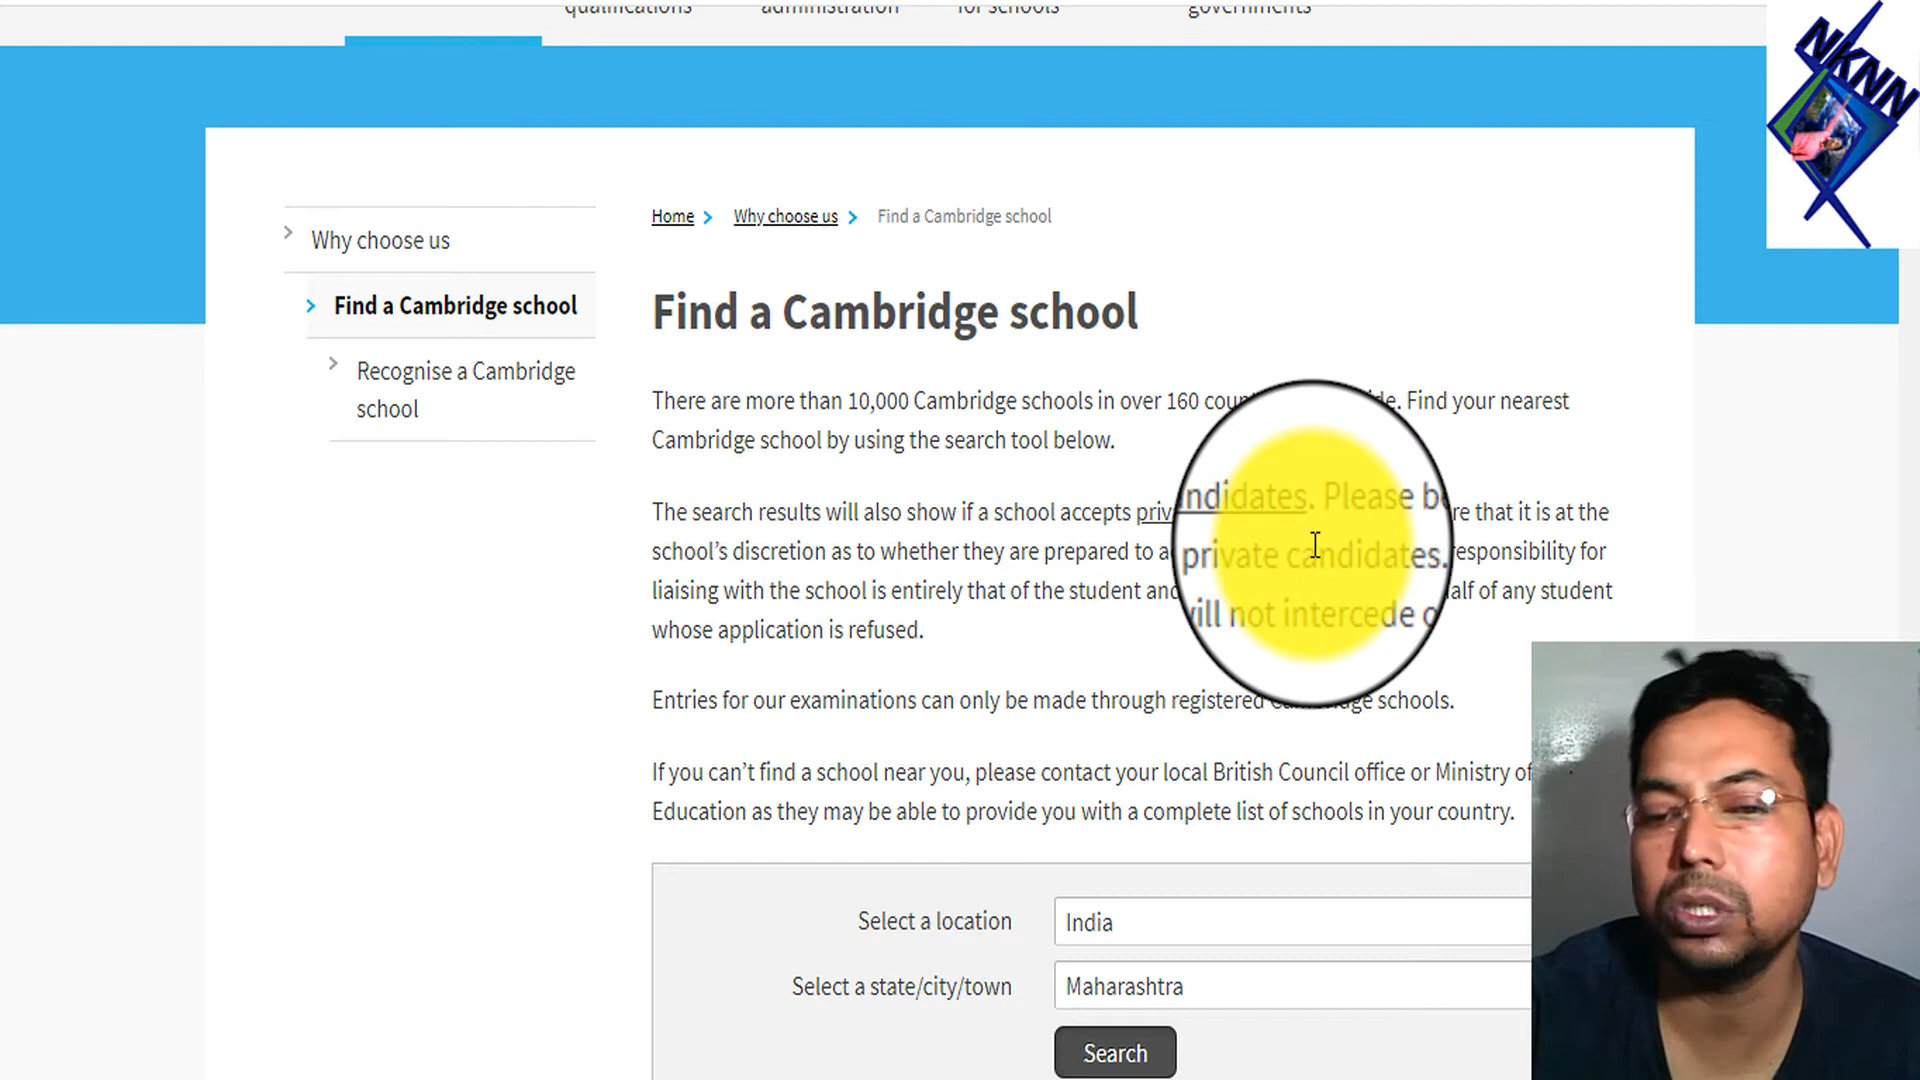 qualifications administration for schools governments
NKNN
Home Why choose us Find a Cambridge school
Why choose us
Find a Cambridge school
Recognise a Cambridge
school
Find a Cambridge school
There are more than 10,000 Cambridge schools in over 160 Find your nearest
Cambridge school by using the search tool below.
The search results will also show if a school accepts ndidates. Please that it is at the
school’s discretion as to whether they are prepared to private candidates. responsibility for
liaising with the school is entirely that of the student will not intercede of any student
whose application is refused.
Entries for our examinations can only be made through registered schools.
If you can’t find a school near you, please contact your local British Council office or Ministry of
Education as they may be able to provide you with a complete list of schools in your country.
Select a location India
Select a state/city/town Maharashtra
Search